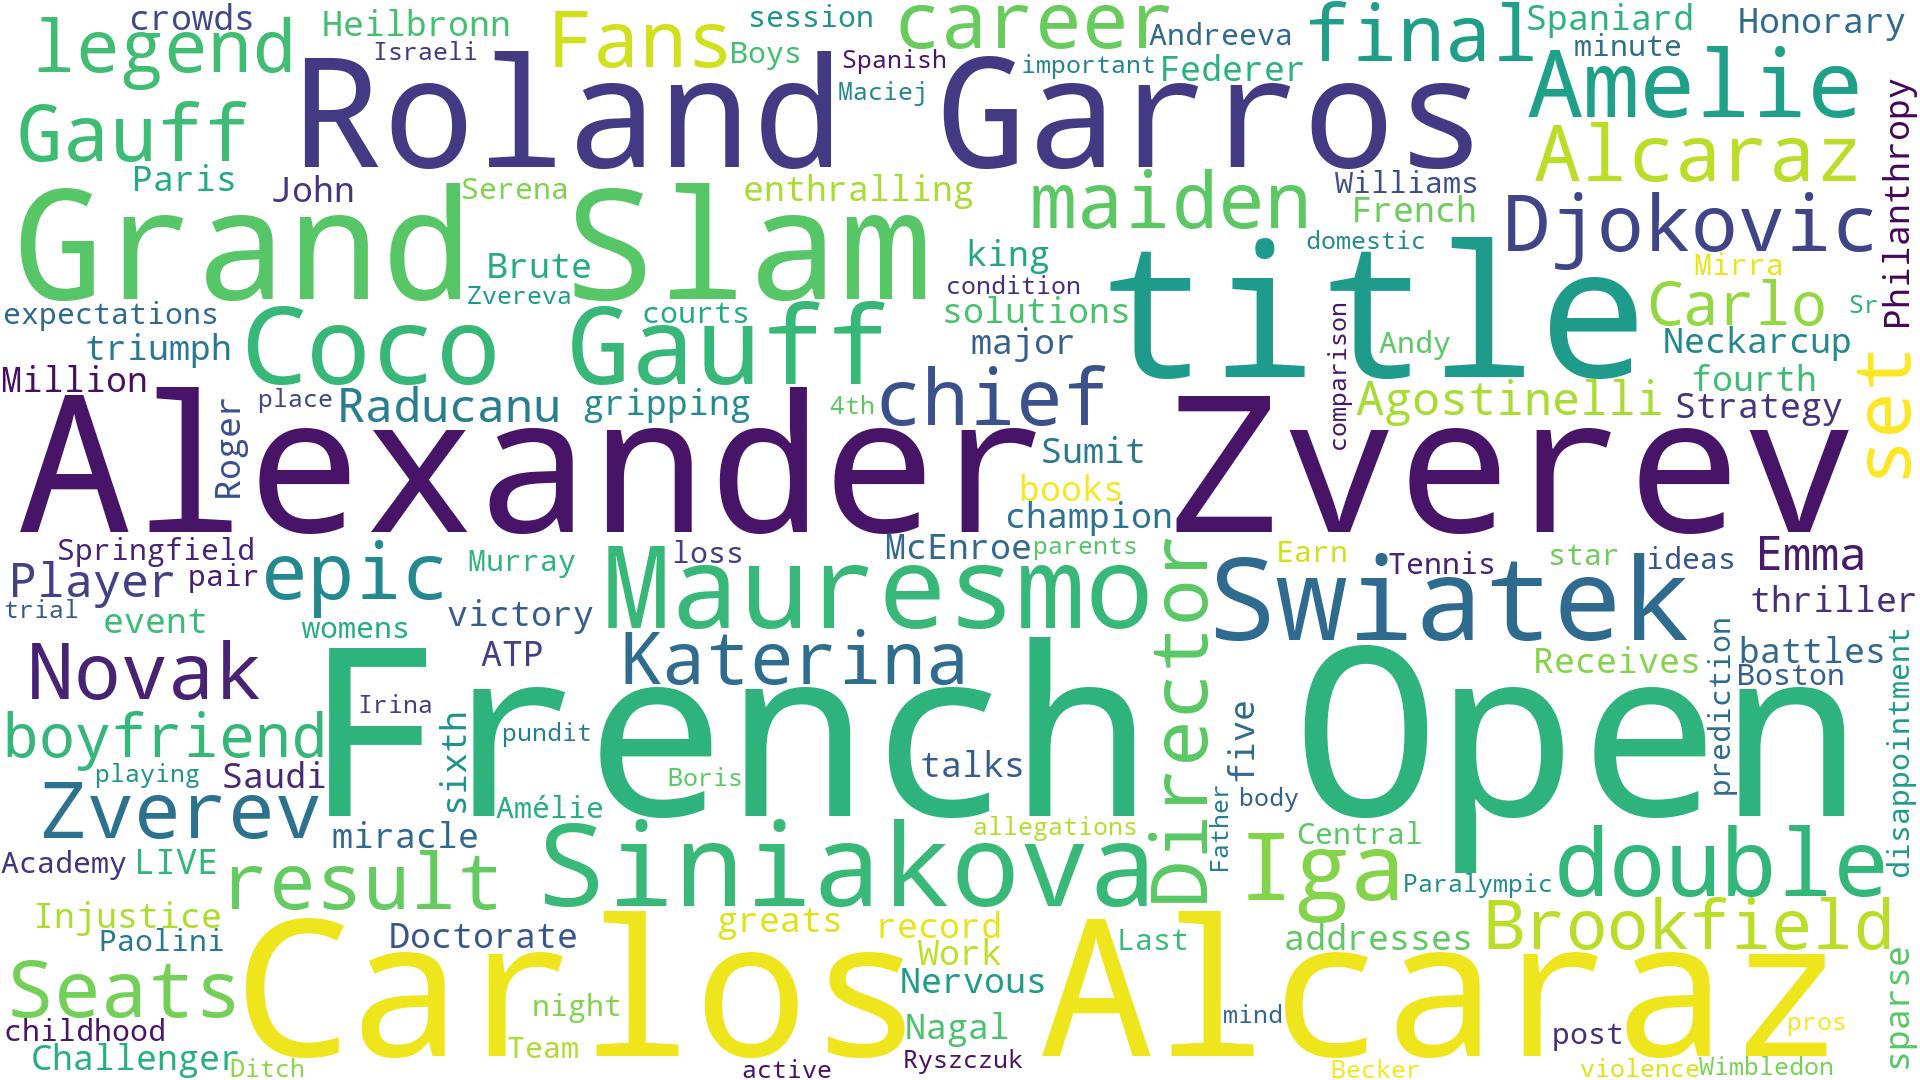 crowds
legend
Heilbronn
Israeli
Fans
Boys
session
Spanish
Maciej
career
important
Andreeva
Federer
final
Spaniard
minute
Honorary
Amelie
Gauff
Roland Garros
Alcaraz
Philanthropy
Paris
John
Serena
enthralling
maiden
Williams
French
Djokovic
Grand Slam
Brute
Zvereva
king
condition
domestic
title
Mirra
Carlo
Sr
expectations
triumph
Coco Gauff
courts
solutions
major
comparison
Andy
Neckarcup
set
Million
place
Raducanu
gripping
4th
chief
Agostinelli
fourth
Strategy
Roger
Alexander Zverev
Sumit
books
champion
Springfield
Player
pair
epic
Murray
loss
McEnroe
parents
Earn
Tennis
star
ideas
Emma
trial
event
womens
victory
Mauresmo
Director
Swiatek
thriller
Novak
ATP
Katerina
Receives
prediction
battles
Boston
disappointment
boyfriend
Irina
French Open
sixth
pundit
talks
five
playing
Saudi
Boris
body
Zverev
miracle
Amélie
allegations
Father
Central
Academy
LIVE
result
Siniakova
Iga
Paralympic
double
Injustice
Paolini
Doctorate
greats
record
Work
Last
addresses
Brookfield
Seats
Carlos Alcaraz
Nervous
sparse
childhood
night
Nagal
mind
post
pros
Challenger
Ditch
Team
active
Ryszczuk
Becker
violence
Wimbledon